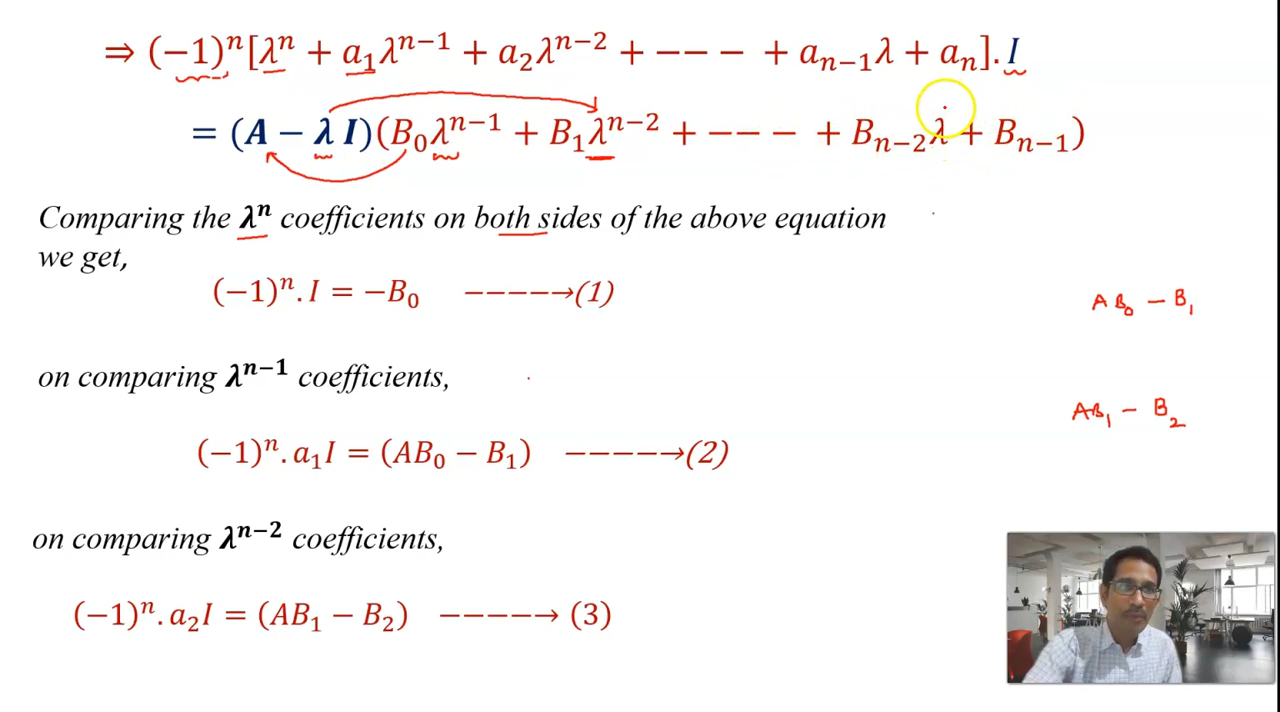 ⇒ (−1)ⁿ[λⁿ + a₁λⁿ⁻¹ + a₂λⁿ⁻² + − − − + aₙ₋₁λ + aₙ]. I
= (A − λ I)(B₀λⁿ⁻¹ + B₁λⁿ⁻² + − − − + Bₙ₋₂λ + Bₙ₋₁)
Comparing the λⁿ coefficients on both sides of the above equation
we get,
(−1)ⁿ. I = −B₀ −−−−−→(1)
AB₀ − B₁
on comparing λⁿ⁻¹ coefficients,
AB₁ − B₂
(−1)ⁿ. a₁I = (AB₀ − B₁) −−−−−→(2)
on comparing λⁿ⁻² coefficients,
(−1)ⁿ. a₂I = (AB₁ − B₂) −−−−−→ (3)